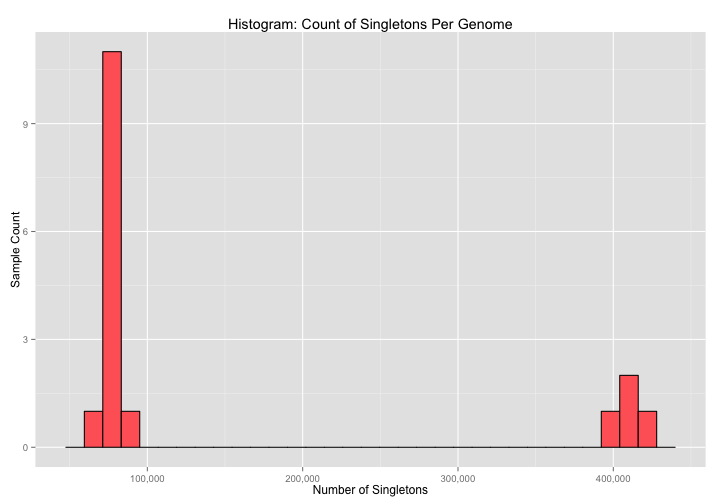 Histogram: Count of Singletons Per Genome
Sample Count
9
6
3
0
100,000
200,000
300,000
400,000
Number of Singletons